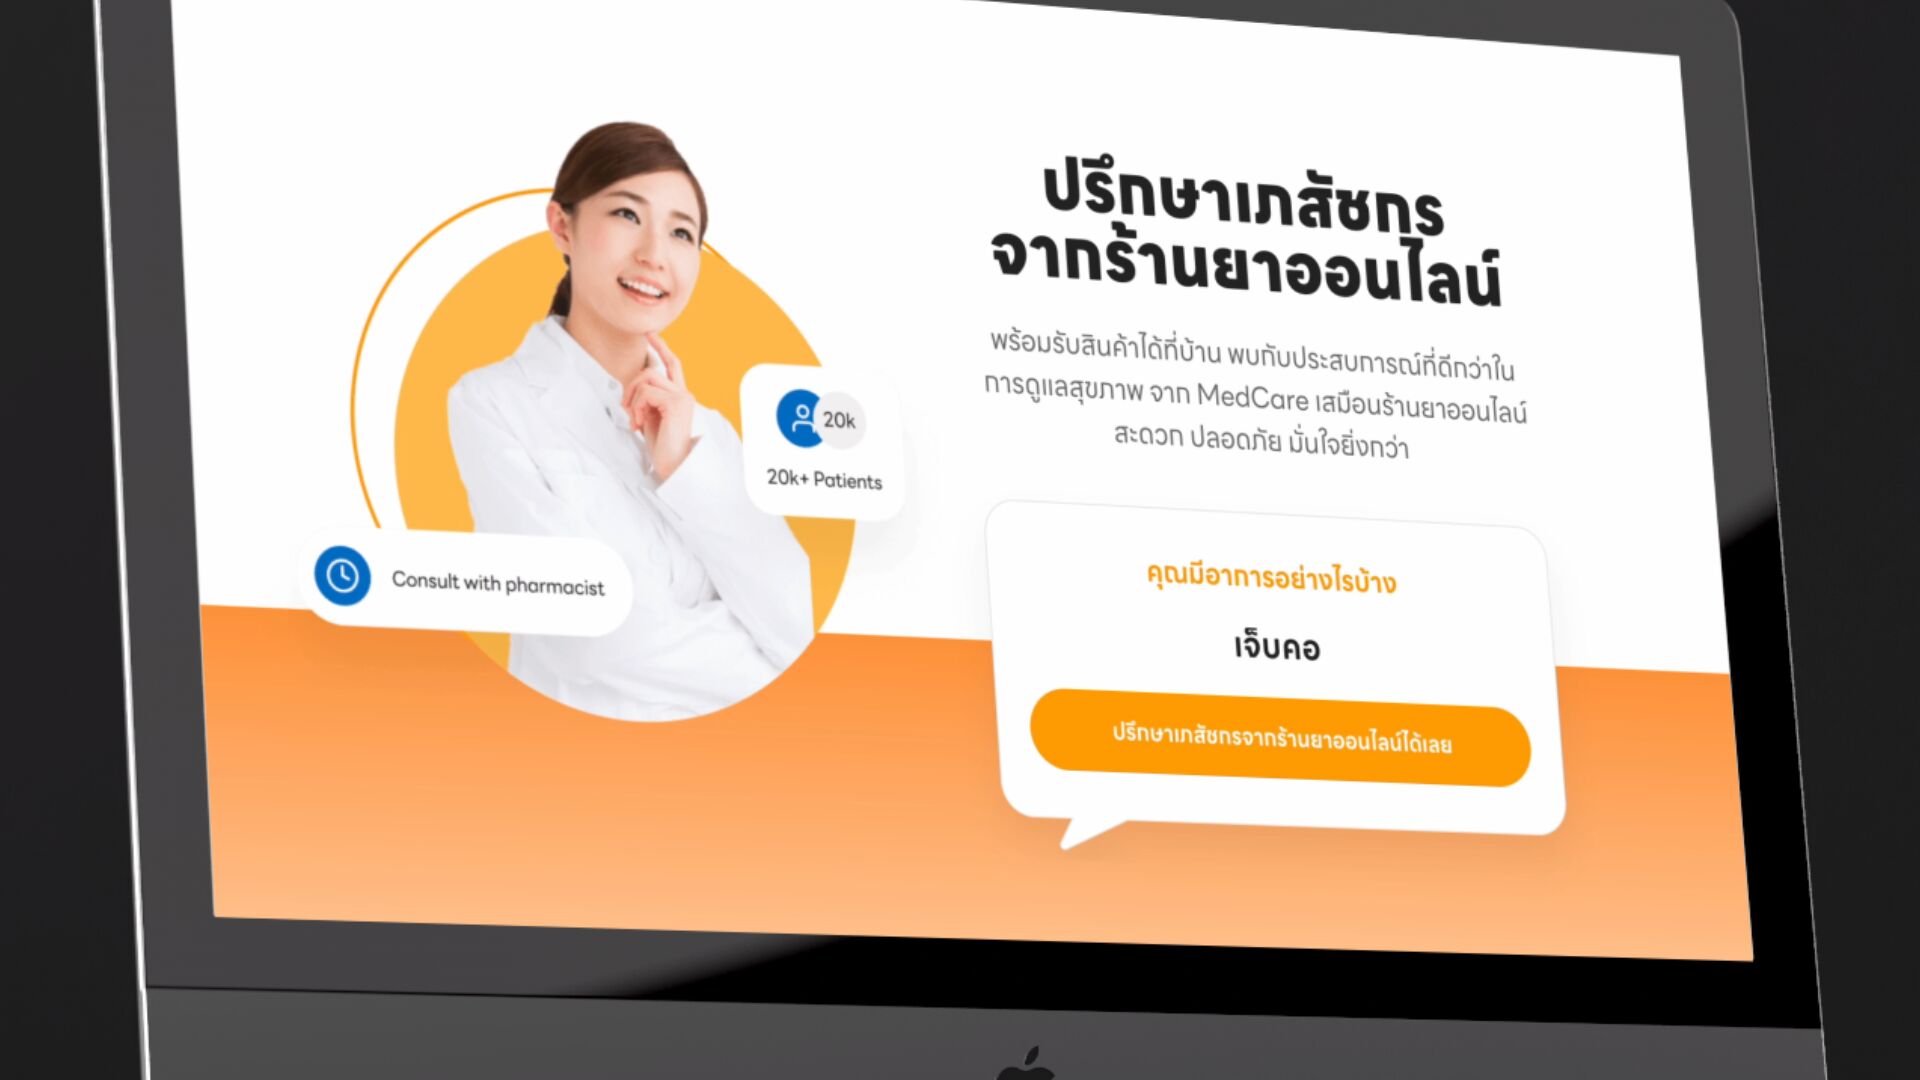 ปรึกษาเภสัชกร
จากร้านยาออนไลน์
พร้อมรับสินค้าได้ที่บ้าน พบกับประสบการณ์ที่ดีกว่าใน
การดูแลสุขภาพ จาก MedCare เสมือนร้านยาออนไลน์
สะดวก ปลอดภัย มั่นใจยิ่งกว่า
20k
20k+ Patients
Consult with pharmacist
คุณมีอาการอย่างไรบ้าง
เจ็บคอ
ปรึกษาเภสัชกรจากร้านยาออนไลน์ได้เลย